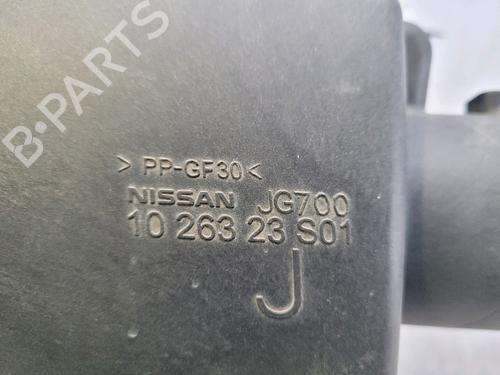 B-PARTS
> PP-GF30 <
NISSAN JG700
10 263 23 S01
J